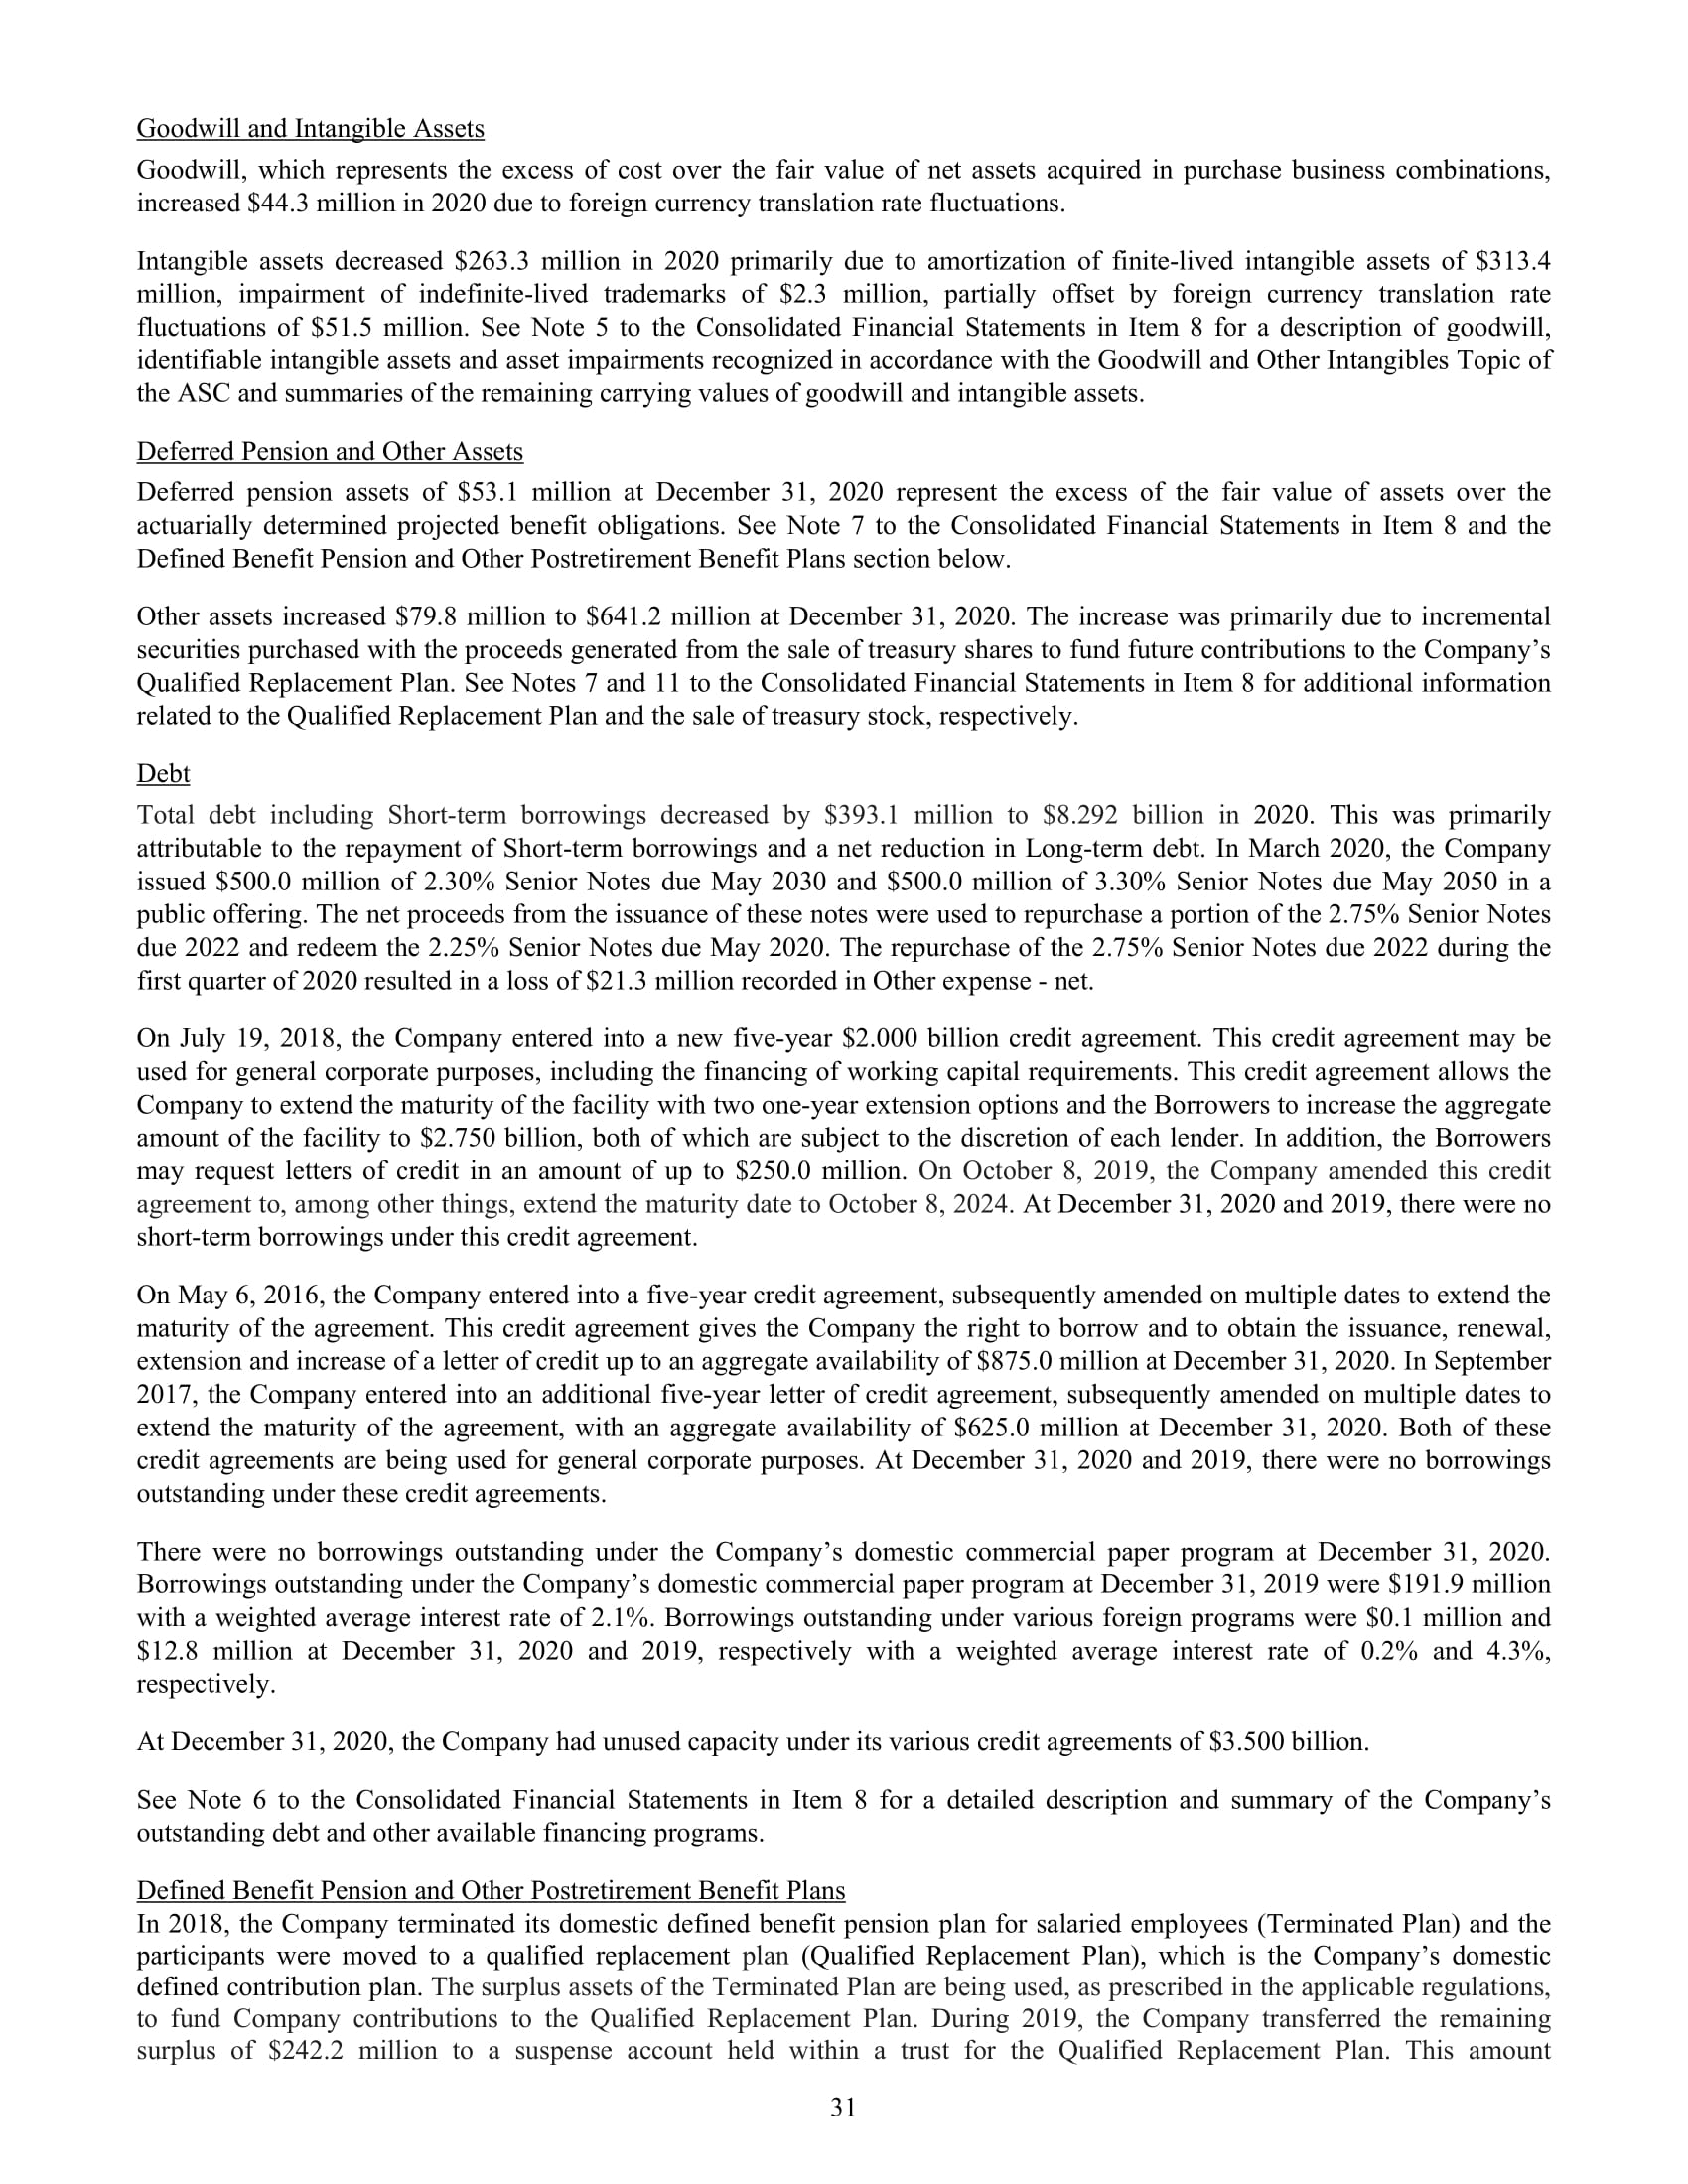 Goodwill and Intangible Assets
Goodwill, which represents the excess of cost over the fair value of net assets acquired in purchase business combinations,
increased $44.3 million in 2020 due to foreign currency translation rate fluctuations.
Intangible assets decreased $263.3 million in 2020 primarily due to amortization of finite-lived intangible assets of $313.4
million, impairment of indefinite-lived trademarks of $2.3 million, partially offset by foreign currency translation rate
fluctuations of $51.5 million. See Note 5 to the Consolidated Financial Statements in Item 8 for a description of goodwill,
identifiable intangible assets and asset impairments recognized in accordance with the Goodwill and Other Intangibles Topic of
the ASC and summaries of the remaining carrying values of goodwill and intangible assets.
Deferred Pension and Other Assets
Deferred pension assets of $53.1 million at December 31, 2020 represent the excess of the fair value of assets over the
actuarially determined projected benefit obligations. See Note 7 to the Consolidated Financial Statements in Item 8 and the
Defined Benefit Pension and Other Postretirement Benefit Plans section below.
Other assets increased $79.8 million to $641.2 million at December 31, 2020. The increase was primarily due to incremental
securities purchased with the proceeds generated from the sale of treasury shares to fund future contributions to the Company’s
Qualified Replacement Plan. See Notes 7 and 11 to the Consolidated Financial Statements in Item 8 for additional information
related to the Qualified Replacement Plan and the sale of treasury stock, respectively.
Debt
Total debt including Short-term borrowings decreased by $393.1 million to $8.292 billion in 2020. This was primarily
attributable to the repayment of Short-term borrowings and a net reduction in Long-term debt. In March 2020, the Company
issued $500.0 million of 2.30% Senior Notes due May 2030 and $500.0 million of 3.30% Senior Notes due May 2050 in a
public offering. The net proceeds from the issuance of these notes were used to repurchase a portion of the 2.75% Senior Notes
due 2022 and redeem the 2.25% Senior Notes due May 2020. The repurchase of the 2.75% Senior Notes due 2022 during the
first quarter of 2020 resulted in a loss of $21.3 million recorded in Other expense - net.
On July 19, 2018, the Company entered into a new five-year $2.000 billion credit agreement. This credit agreement may be
used for general corporate purposes, including the financing of working capital requirements. This credit agreement allows the
Company to extend the maturity of the facility with two one-year extension options and the Borrowers to increase the aggregate
amount of the facility to $2.750 billion, both of which are subject to the discretion of each lender. In addition, the Borrowers
may request letters of credit in an amount of up to $250.0 million. On October 8, 2019, the Company amended this credit
agreement to, among other things, extend the maturity date to October 8, 2024. At December 31, 2020 and 2019, there were no
short-term borrowings under this credit agreement.
On May 6, 2016, the Company entered into a five-year credit agreement, subsequently amended on multiple dates to extend the
maturity of the agreement. This credit agreement gives the Company the right to borrow and to obtain the issuance, renewal,
extension and increase of a letter of credit up to an aggregate availability of $875.0 million at December 31, 2020. In September
2017, the Company entered into an additional five-year letter of credit agreement, subsequently amended on multiple dates to
extend the maturity of the agreement, with an aggregate availability of $625.0 million at December 31, 2020. Both of these
credit agreements are being used for general corporate purposes. At December 31, 2020 and 2019, there were no borrowings
outstanding under these credit agreements.
There were no borrowings outstanding under the Company’s domestic commercial paper program at December 31, 2020.
Borrowings outstanding under the Company’s domestic commercial paper program at December 31, 2019 were $191.9 million
with a weighted average interest rate of 2.1%. Borrowings outstanding under various foreign programs were $0.1 million and
$12.8 million at December 31, 2020 and 2019, respectively with a weighted average interest rate of 0.2% and 4.3%,
respectively.
At December 31, 2020, the Company had unused capacity under its various credit agreements of $3.500 billion.
See Note 6 to the Consolidated Financial Statements in Item 8 for a detailed description and summary of the Company’s
outstanding debt and other available financing programs.
Defined Benefit Pension and Other Postretirement Benefit Plans
In 2018, the Company terminated its domestic defined benefit pension plan for salaried employees (Terminated Plan) and the
participants were moved to a qualified replacement plan (Qualified Replacement Plan), which is the Company’s domestic
defined contribution plan. The surplus assets of the Terminated Plan are being used, as prescribed in the applicable regulations,
to fund Company contributions to the Qualified Replacement Plan. During 2019, the Company transferred the remaining
surplus of $242.2 million to a suspense account held within a trust for the Qualified Replacement Plan. This amount
31